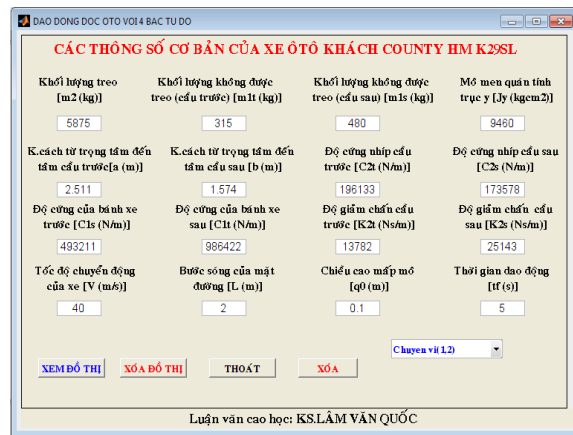 DAO DONG DOC OTO VOI 4 BAC TU DO
CÁC THÔNG SỐ CƠ BẢN CỦA XE ÔTÔ KHÁCH COUNTY HM K29SL
Khối lượng treo [m2 (kg)]
5875
Khối lượng không được treo (cầu trước) [m1t (kg)]
315
Khối lượng không được treo (cầu sau) [m1s (kg)]
480
Mô men quán tính trục y [Jy (kgcm2)]
9460
K.cách từ trọng tâm đến tâm cầu trước[a (m)]
2.511
K.cách từ trọng tâm đến tâm cầu sau [b (m)]
1.574
Độ cứng nhíp cầu trước [C2t (N/m)]
196133
Độ cứng nhíp cầu sau [C2s (N/m)]
173578
Độ cứng của bánh xe trước [C1s (N/m)]
493211
Độ cứng của bánh xe sau [C1t (N/m)]
986422
Độ giảm chấn cầu trước [K2t (Ns/m)]
13782
Độ giảm chấn cầu sau [K2s (Ns/m)]
25143
Tốc độ chuyển động của xe [V (m/s)]
40
Bước sóng của mặt đường [L (m)]
2
Chiều cao mấp mô [q0 (m)]
0.1
Thời gian dao động [tf (s)]
5
Chuyen vi(1,2)
XEM ĐỒ THỊ
XÓA ĐỒ THỊ
THOÁT
XÓA
Luận văn cao học: KS.LÂM VĂN QUỐC